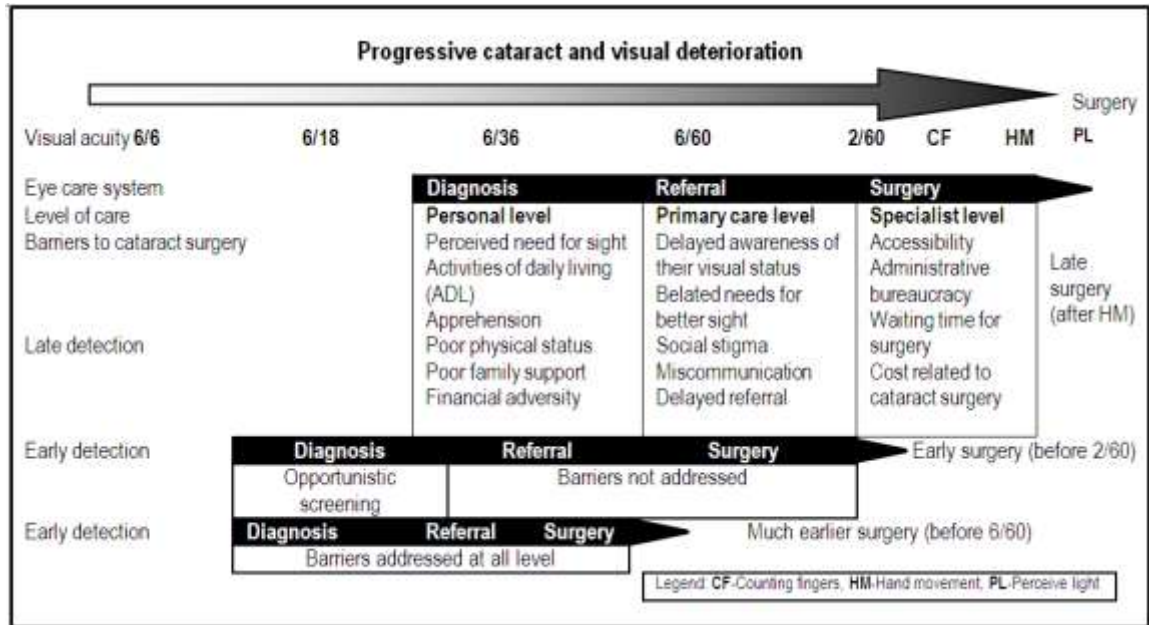 Progressive cataract and visual deterioration
Surgery
Visual acuity 6/6 6/18 6/36 6/60 2/60 CF HM PL
Eye care system Diagnosis Referral Surgery
Level of care Personal level Primary care level Specialist level
Barriers to cataract surgery Perceived need for sight Delayed awareness of Accessibility
Activities of daily living their visual status Administrative Late
(ADL) Belated needs for bureaucracy surgery
Apprehension better sight Waiting time for (after HM)
Late detection Poor physical status Social stigma surgery
Poor family support Miscommunication Cost related to
Financial adversity Delayed referral cataract surgery
Early detection Diagnosis Referral Surgery Early surgery (before 2/60)
Opportunistic Barriers not addressed
screening
Early detection Diagnosis Referral Surgery Much earlier surgery (before 6/60)
Barriers addressed at all level
Legend: CF-Counting fingers, HM-Hand movement, PL-Perceive light